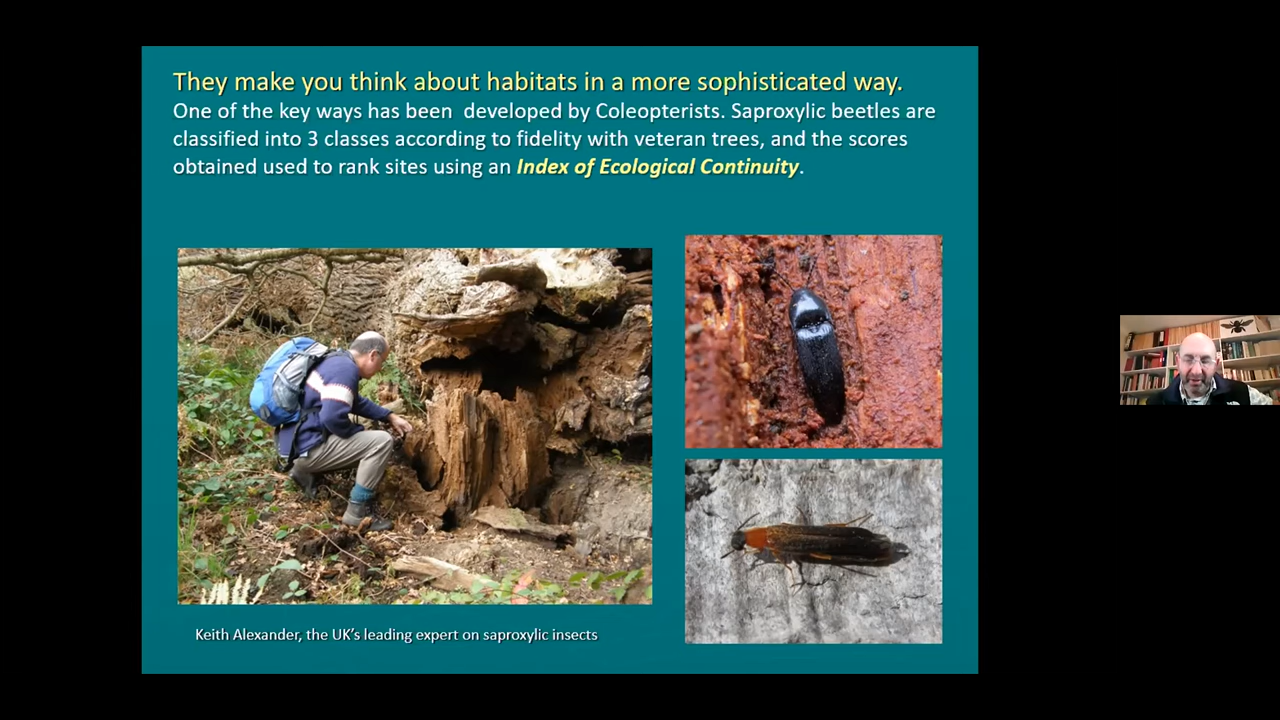 They make you think about habitats in a more sophisticated way.
One of the key ways has been developed by Coleopterists. Saproxylic beetles are
classified into 3 classes according to fidelity with veteran trees, and the scores
obtained used to rank sites using an Index of Ecological Continuity.
Keith Alexander, the UK's leading expert on saproxylic insects